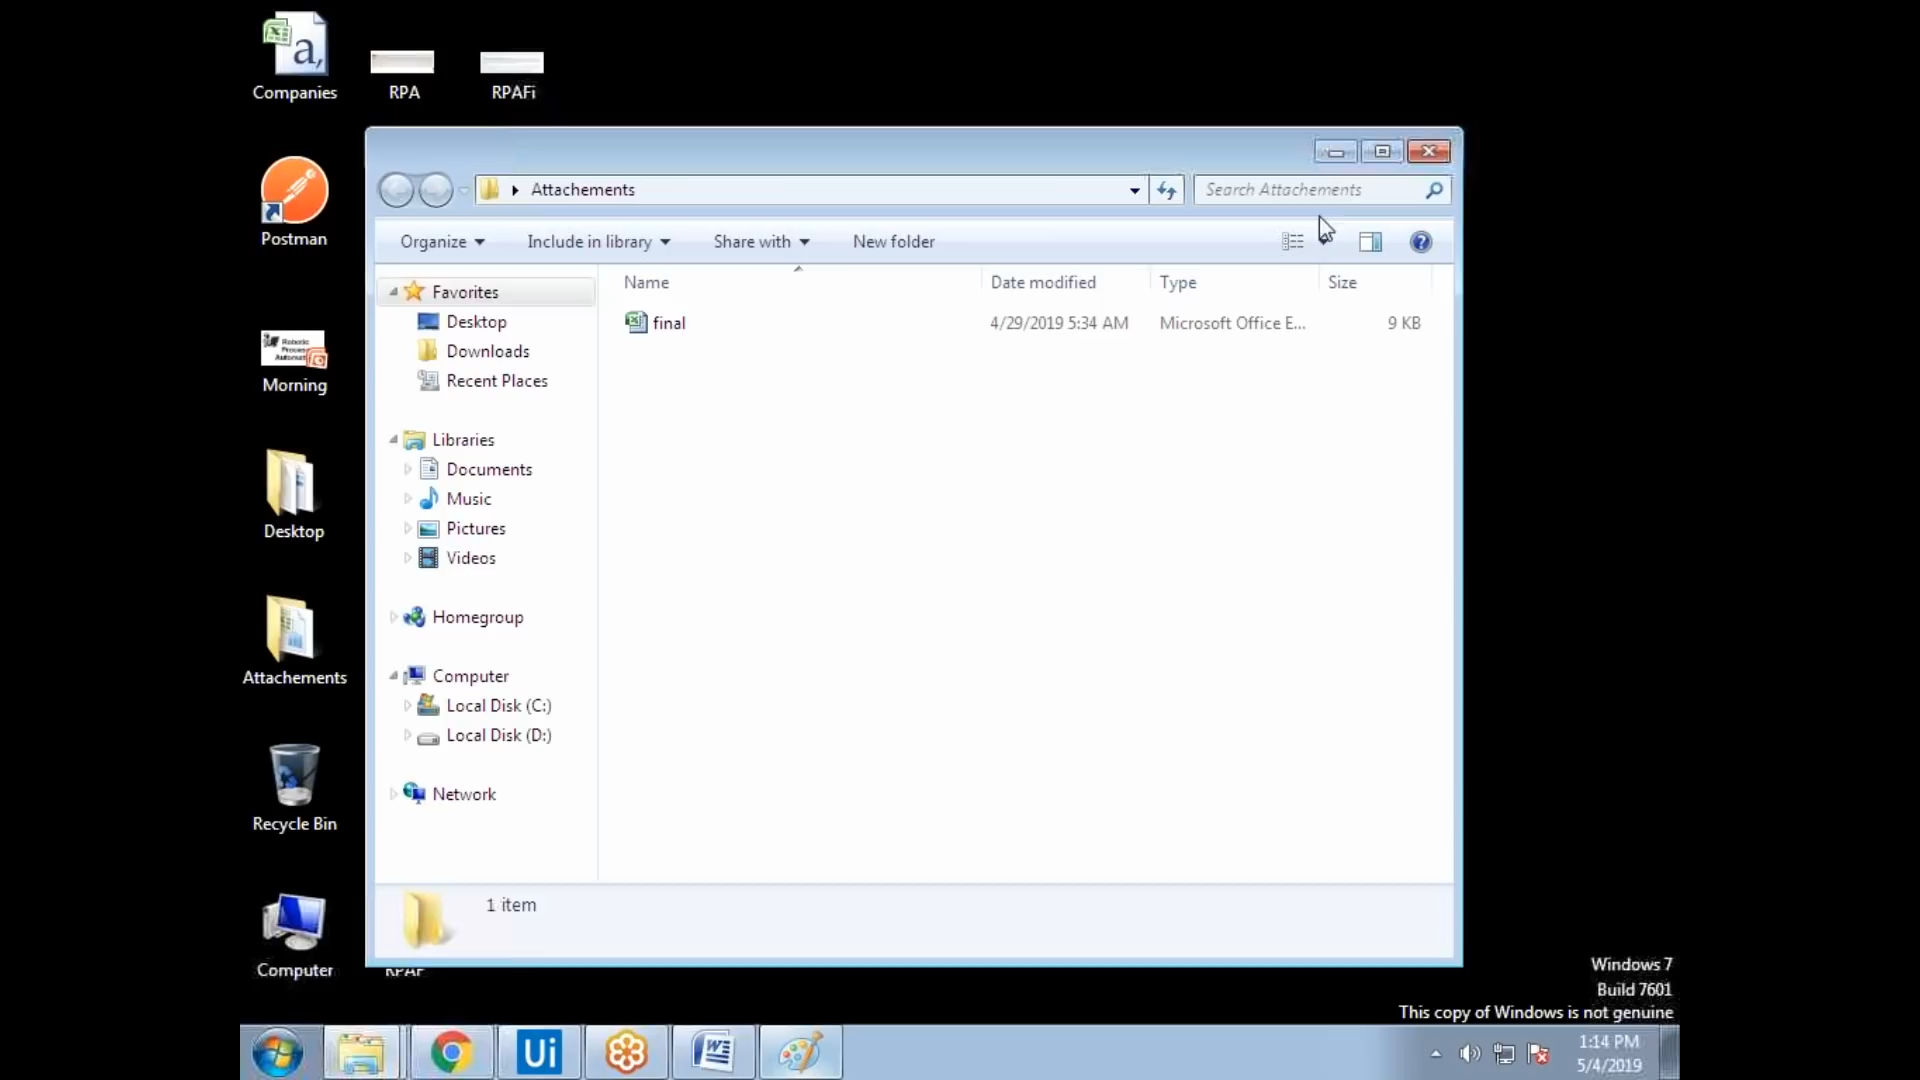 Companies
RPA
RPAFi
Postman
Morning
Desktop
Attachements
Recycle Bin
Computer
RPAF
Attachements
Search Attachements
Organize
Include in library
Share with
New folder
Name
Date modified
Type
Size
final
4/29/2019 5:34 AM
Microsoft Office E...
9 KB
Favorites
Desktop
Downloads
Recent Places
Libraries
Documents
Music
Pictures
Videos
Homegroup
Computer
Local Disk (C:)
Local Disk (D:)
Network
1 item
Windows 7
Build 7601
This copy of Windows is not genuine
Ui
1:14 PM
5/4/2019